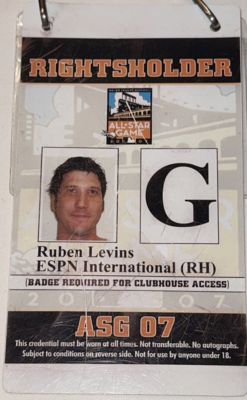 RIGHTSHOLDER
ALL★STAR
GAME
G
Ruben Levins
ESPN International (RH)
(BADGE REQUIRED FOR CLUBHOUSE ACCESS)
ASG 07
This credential must be worn at all times. Not transferable. No autographs.
Subject to conditions on reverse side. Not for use by anyone under 18.